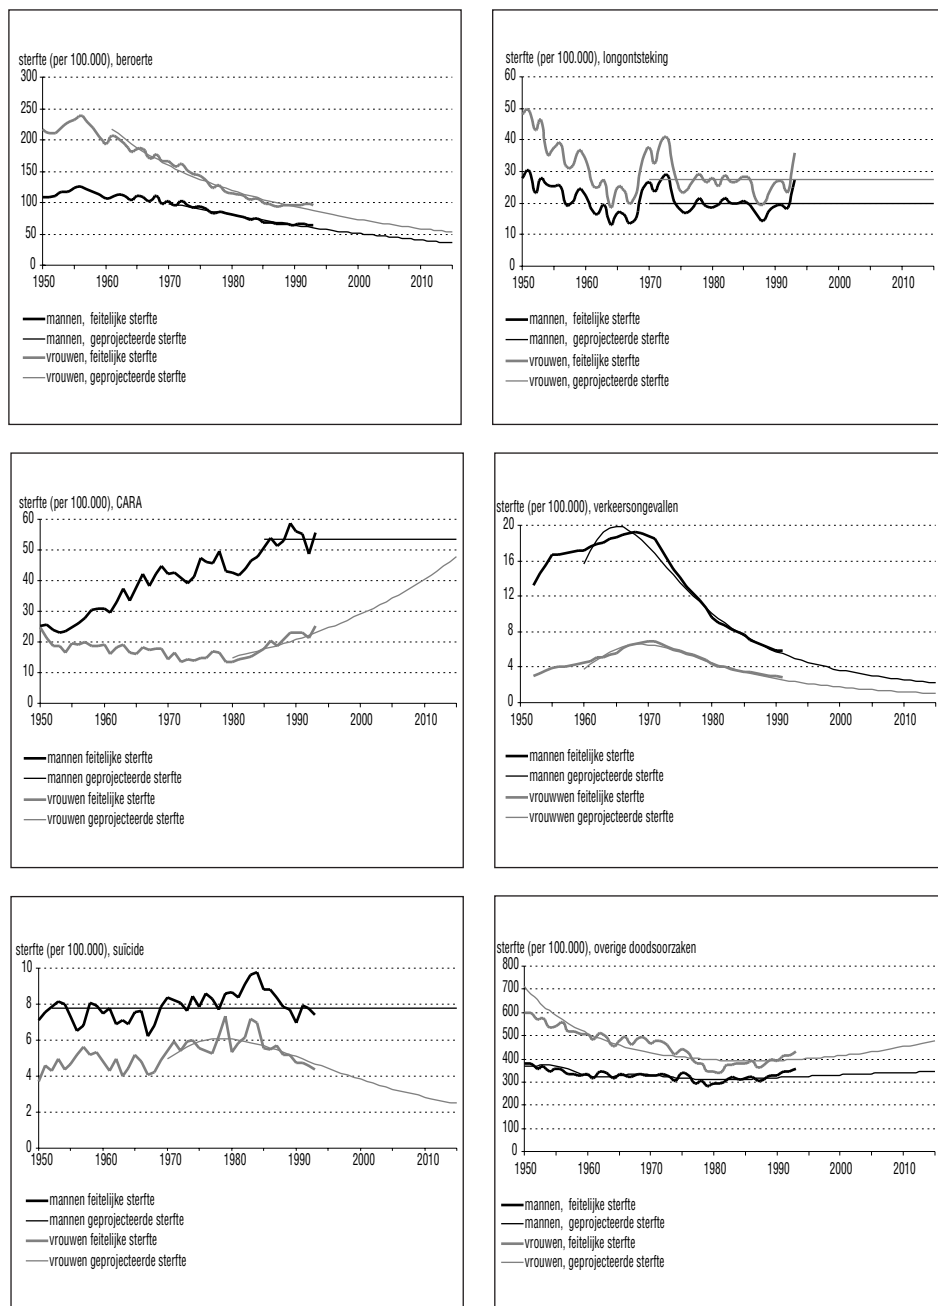 sterfte (per 100.000), beroerte
300
250
200
150
100
50
0
1950 1960 1970 1980 1990 2000 2010
mannen, feitelijke sterfte
mannen, geprojecteerde sterfte
vrouwen, feitelijke sterfte
vrouwen, geprojecteerde sterfte
sterfte (per 100.000), longontsteking
60
50
40
30
20
10
0
1950 1960 1970 1980 1990 2000 2010
mannen, feitelijke sterfte
mannen, geprojecteerde sterfte
vrouwen, feitelijke sterfte
vrouwen, geprojecteerde sterfte
sterfte (per 100.000), CARA
60
50
40
30
20
10
0
1950 1960 1970 1980 1990 2000 2010
mannen feitelijke sterfte
mannen geprojecteerde sterfte
vrouwen feitelijke sterfte
vrouwen geprojecteerde sterfte
sterfte (per 100.000), verkeersongevallen
20
16
12
8
4
0
1950 1960 1970 1980 1990 2000 2010
mannen feitelijke sterfte
mannen geprojecteerde sterfte
vrouwwen feitelijke sterfte
vrouwwen geprojecteerde sterfte
sterfte (per 100.000), suïcide
10
8
6
4
2
0
1950 1960 1970 1980 1990 2000 2010
mannen feitelijke sterfte
mannen geprojecteerde sterfte
vrouwen feitelijke sterfte
vrouwen geprojecteerde sterfte
sterfte (per 100.000), overige doodsoorzaken
800
700
600
500
400
300
200
100
0
1950 1960 1970 1980 1990 2000 2010
mannen, feitelijke sterfte
mannen, geprojecteerde sterfte
vrouwen, feitelijke sterfte
vrouwen, geprojecteerde sterfte